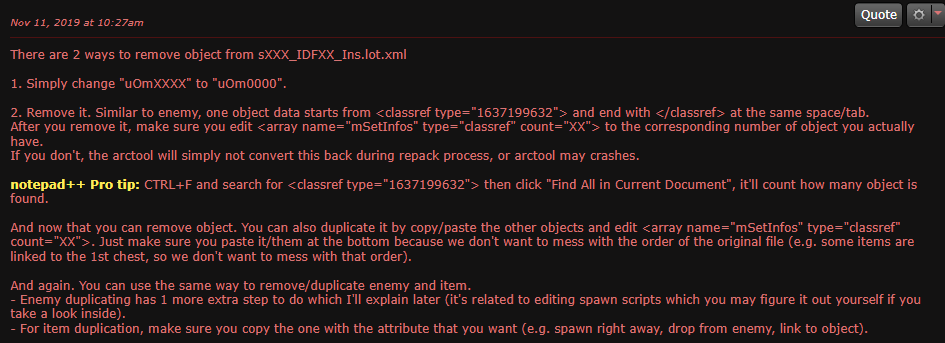 Quote
Nov 11, 2019 at 10:27am
There are 2 ways to remove object from sXXX_IDFXX_Ins.lot.xml
1. Simply change "uOmXXXX" to "uOm0000".
2. Remove it. Similar to enemy, one object data starts from <classref type="1637199632"> and end with </classref> at the same space/tab.
After you remove it, make sure you edit <array name="mSetInfos" type="classref" count="XX"> to the corresponding number of object you actually
have.
If you don't, the arctool will simply not convert this back during repack process, or arctool may crashes.
notepad++ Pro tip: CTRL+F and search for <classref type="1637199632"> then click "Find All in Current Document", it'll count how many object is
found.
And now that you can remove object. You can also duplicate it by copy/paste the other objects and edit <array name="mSetInfos" type="classref"
count="XX">. Just make sure you paste it/them at the bottom because we don't want to mess with the order of the original file (e.g. some items are
linked to the 1st chest, so we don't want to mess with that order).
And again. You can use the same way to remove/duplicate enemy and item.
- Enemy duplicating has 1 more extra step to do which I'll explain later (it's related to editing spawn scripts which you may figure it out yourself if you
take a look inside).
- For item duplication, make sure you copy the one with the attribute that you want (e.g. spawn right away, drop from enemy, link to object).